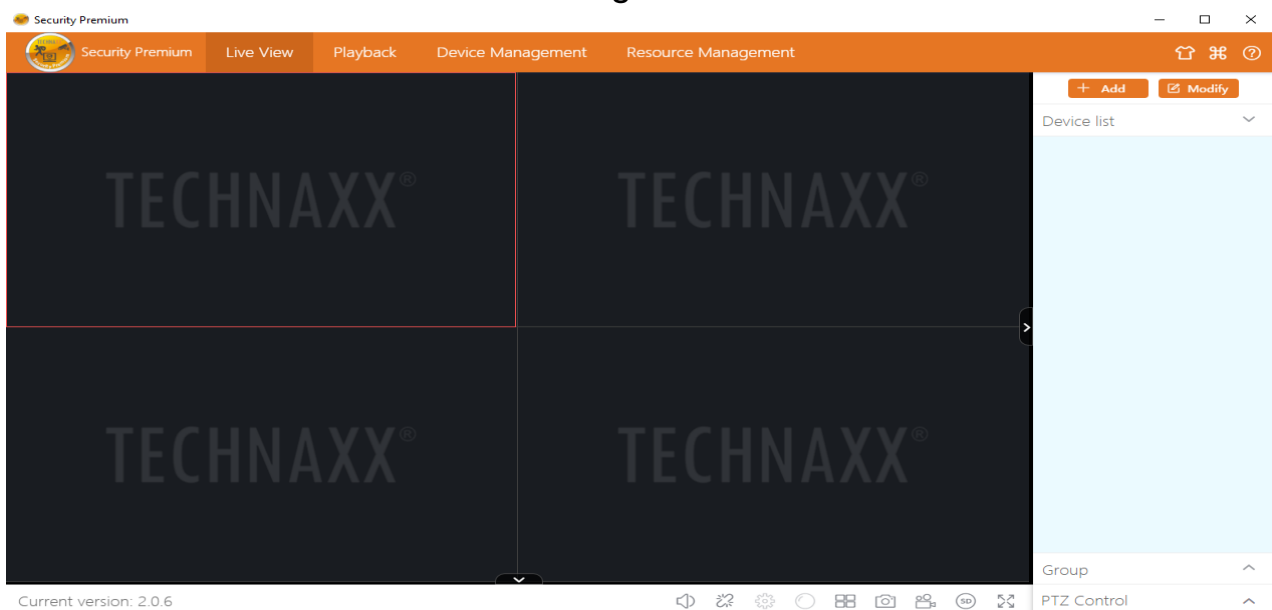 Security Premium
Security Premium Live View Playback Device Management Resource Management
+ Add Modify
Device list
TECHNAXX® TECHNAXX®
TECHNAXX® TECHNAXX®
Group
Current version: 2.0.6 SD PTZ Control